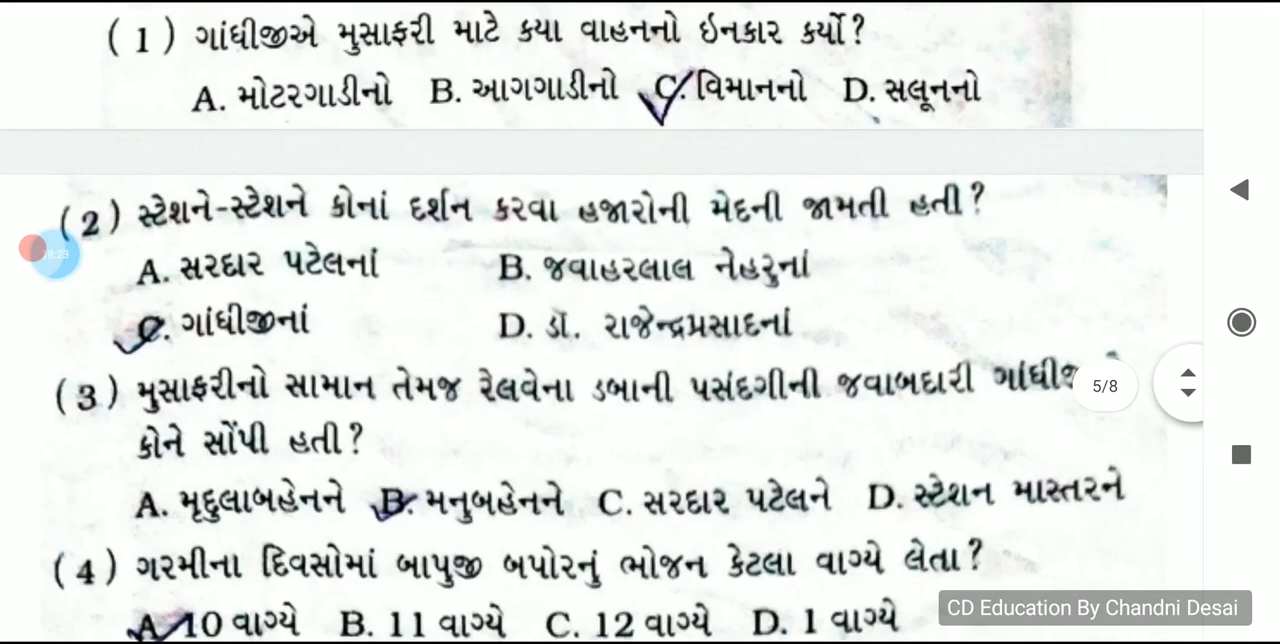 ( 1 ) ગાંધીજીએ મુસાફરી માટે કયા વાહનનો ઇનકાર કર્યો?
A. મોટરગાડીનો B. આગગાડીનો C. વિમાનનો D. સલૂનનો
( 2 ) સ્ટેશને-સ્ટેશને કોનાં દર્શન કરવા હજારોની મેદની જામતી હતી?
18:23
A. સરદાર પટેલનાં B. જવાહરલાલ નેહરુનાં
C. ગાંધીજીનાં D. ડૉ. રાજેન્દ્રપ્રસાદનાં
( 3 ) મુસાફરીનો સામાન તેમજ રેલવેના ડબાની પસંદગીની જવાબદારી
5/8
કોને સોંપી હતી?
A. મૃદુલાબહેનને B. મનુબહેનને C. સરદાર પટેલને D. સ્ટેશન માસ્તરને
( 4 ) ગરમીના દિવસોમાં બાપુજી બપોરનું ભોજન કેટલા વાગ્યે લેતા?
A 10 વાગ્યે B. 11 વાગ્યે C. 12 વાગ્યે D. 1 વાગ્યે
CD Education By Chandni Desai